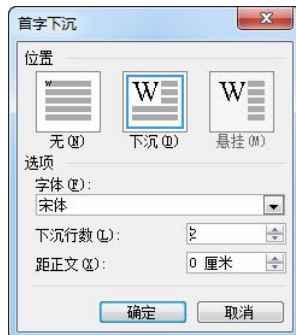 首字下沉
位置
W W W
无(N) 下沉(D) 悬挂(M)
选项
字体(F):
宋体
下沉行数(L):
距正文(X): 0 厘米
确定 取消